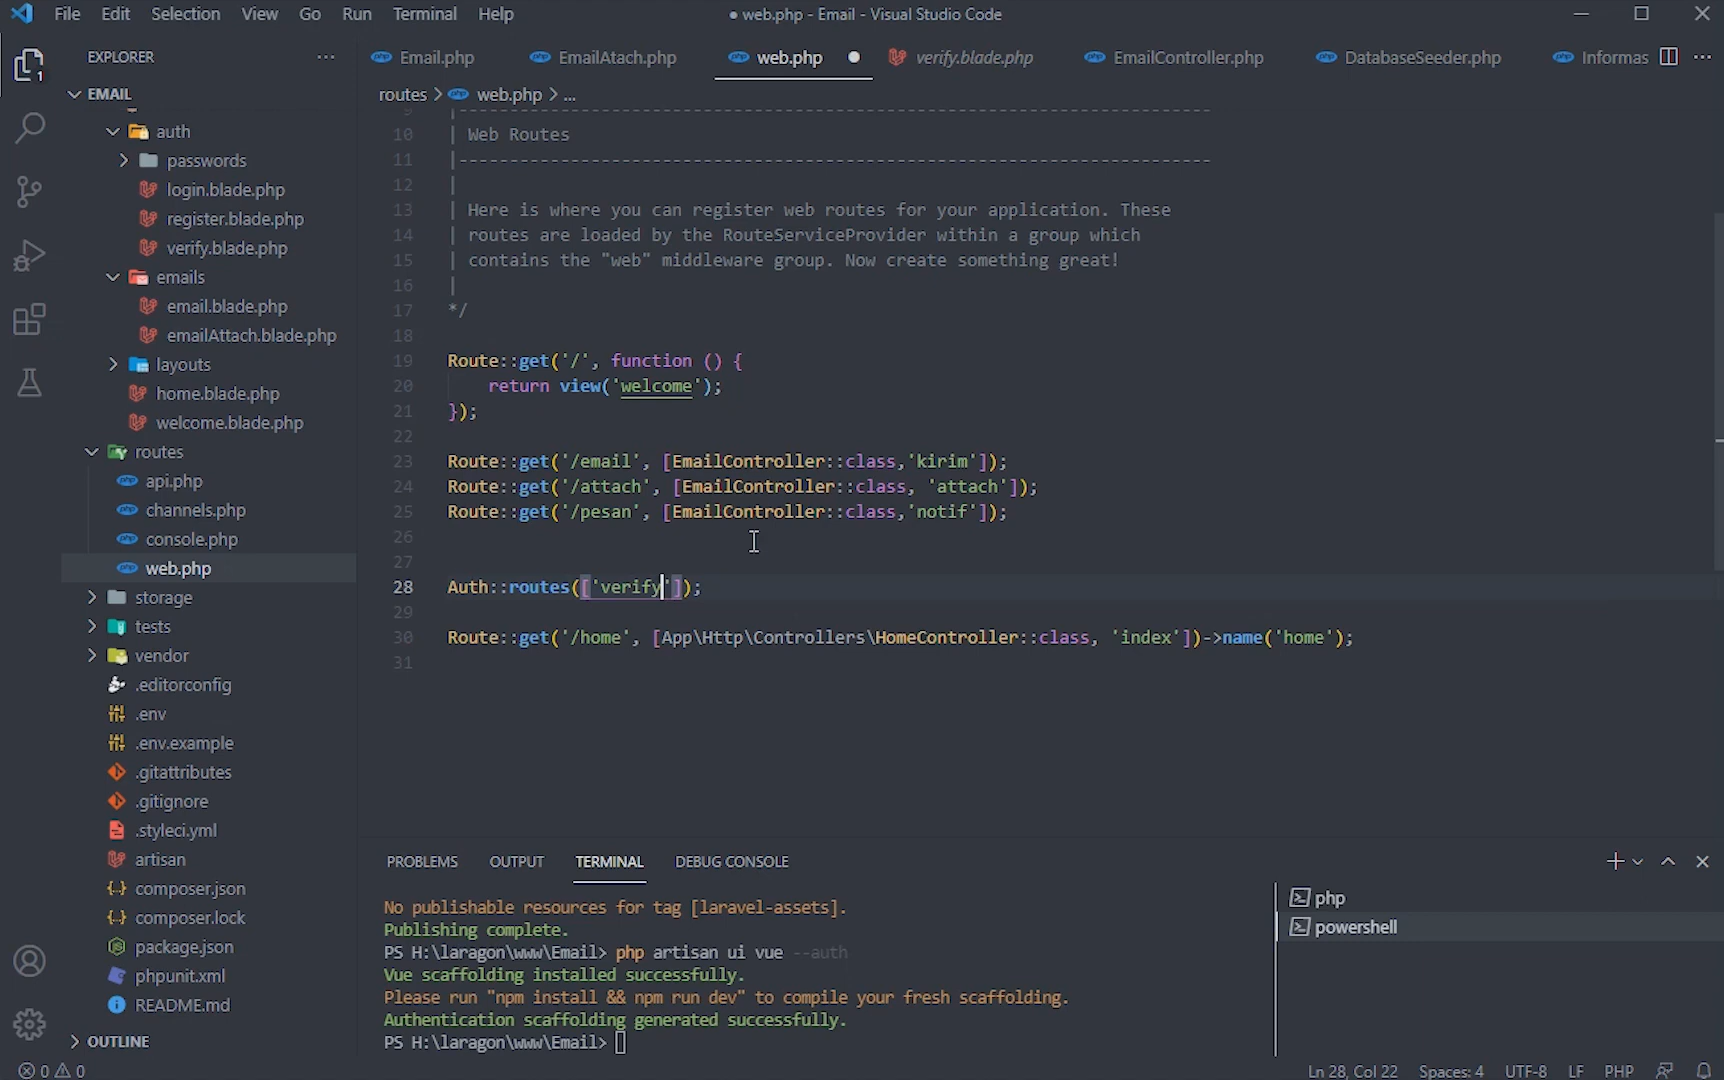 File Edit Selection View Go Run Terminal Help
● web.php - Email - Visual Studio Code
EXPLORER
Email.php EmailAtach.php web.php verify.blade.php EmailController.php DatabaseSeeder.php Informas
routes > web.php > ...
EMAIL
auth
passwords
login.blade.php
register.blade.php
verify.blade.php
emails
email.blade.php
emailAttach.blade.php
layouts
home.blade.php
welcome.blade.php
routes
api.php
channels.php
console.php
web.php
storage
tests
vendor
.editorconfig
.env
.env.example
.gitattributes
.gitignore
.styleci.yml
artisan
composer.json
composer.lock
package.json
phpunit.xml
README.md
OUTLINE
9 |--------------------------------------------------------------------------
10 | Web Routes
11 |--------------------------------------------------------------------------
12 |
13 | Here is where you can register web routes for your application. These
14 | routes are loaded by the RouteServiceProvider within a group which
15 | contains the "web" middleware group. Now create something great!
16 |
17 */
18
19 Route::get('/', function () {
20 return view('welcome');
21 });
22
23 Route::get('/email', [EmailController::class,'kirim']);
24 Route::get('/attach', [EmailController::class, 'attach']);
25 Route::get('/pesan', [EmailController::class,'notif']);
26
27
28 Auth::routes(['verify']);
29
30 Route::get('/home', [App\Http\Controllers\HomeController::class, 'index'])->name('home');
31
PROBLEMS OUTPUT TERMINAL DEBUG CONSOLE
No publishable resources for tag [laravel-assets].
Publishing complete.
PS H:\laragon\www\Email> php artisan ui vue --auth
Vue scaffolding installed successfully.
Please run "npm install && npm run dev" to compile your fresh scaffolding.
Authentication scaffolding generated successfully.
PS H:\laragon\www\Email>
php
powershell
1
0 0
Ln 28, Col 22 Spaces: 4 UTF-8 LF PHP